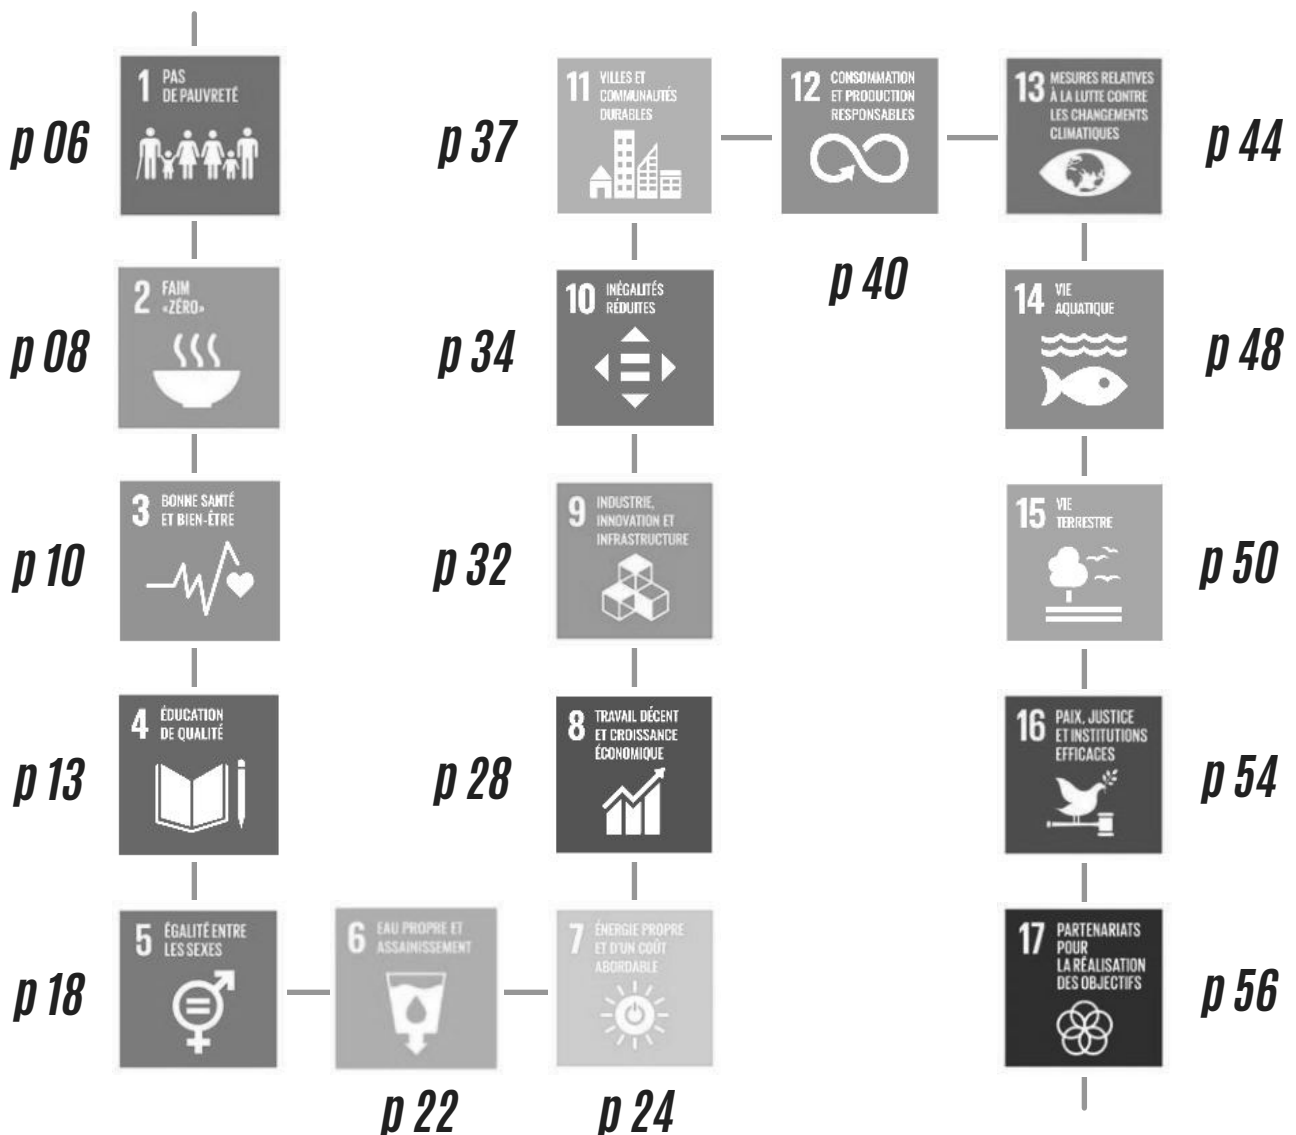 1 PAS
DE PAUVRETÉ
p 06
2 FAIM
«ZÉRO»
p 08
3 BONNE SANTÉ
ET BIEN-ÊTRE
p 10
4 ÉDUCATION
DE QUALITÉ
p 13
5 ÉGALITÉ ENTRE
LES SEXES
p 18
6 EAU PROPRE ET
ASSAINISSEMENT
p 22
7 ÉNERGIE PROPRE
ET D'UN COÛT
ABORDABLE
p 24
8 TRAVAIL DÉCENT
ET CROISSANCE
ÉCONOMIQUE
p 28
9 INDUSTRIE,
INNOVATION ET
INFRASTRUCTURE
p 32
10 INÉGALITÉS
RÉDUITES
p 34
11 VILLES ET
COMMUNAUTÉS
DURABLES
p 37
12 CONSOMMATION
ET PRODUCTION
RESPONSABLES
p 40
13 MESURES RELATIVES
À LA LUTTE CONTRE
LES CHANGEMENTS
CLIMATIQUES
p 44
14 VIE
AQUATIQUE
p 48
15 VIE
TERRESTRE
p 50
16 PAIX, JUSTICE
ET INSTITUTIONS
EFFICACES
p 54
17 PARTENARIATS
POUR
LA RÉALISATION
DES OBJECTIFS
p 56